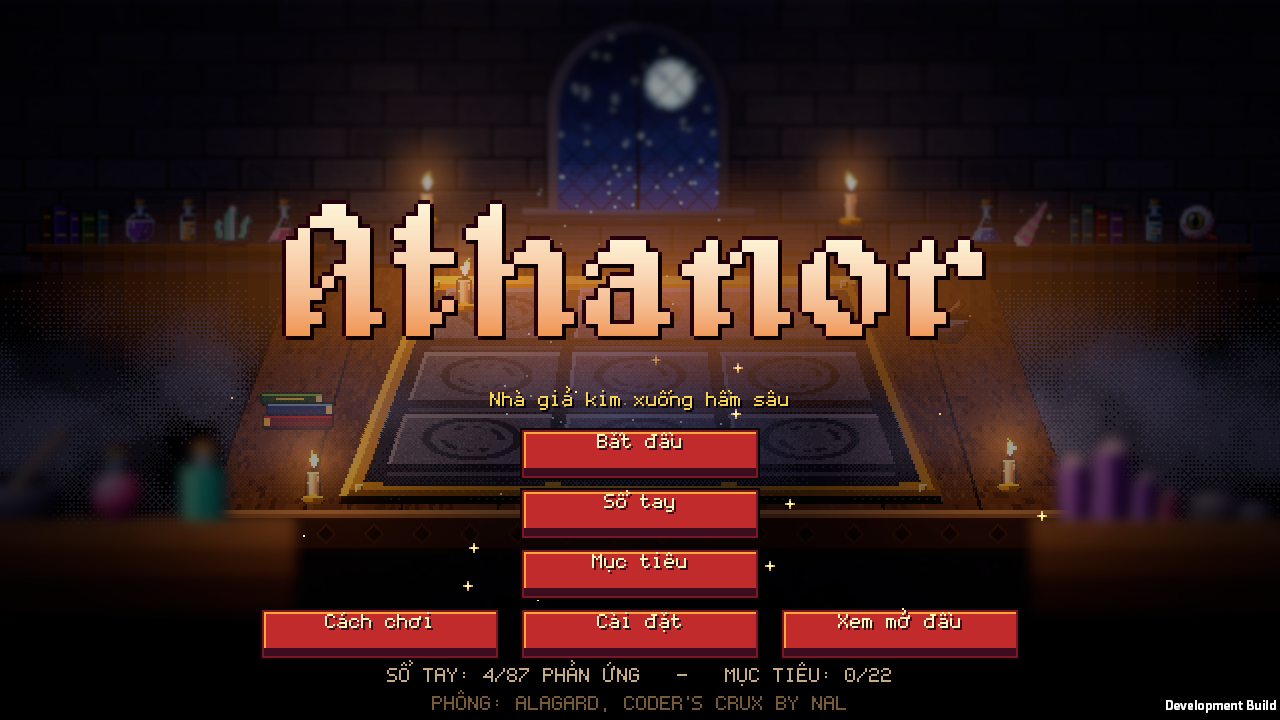 Athanor
Nhà giả kim xuống hầm sâu
Bắt đầu
Sổ tay
Mục tiêu
Cách chơi
Cài đặt
Xem mở đầu
SỔ TAY: 4/87 PHẢN ỨNG – MỤC TIÊU: 0/22
PHÔNG: ALAGARD, CODER'S CRUX BY NAL
Development Build